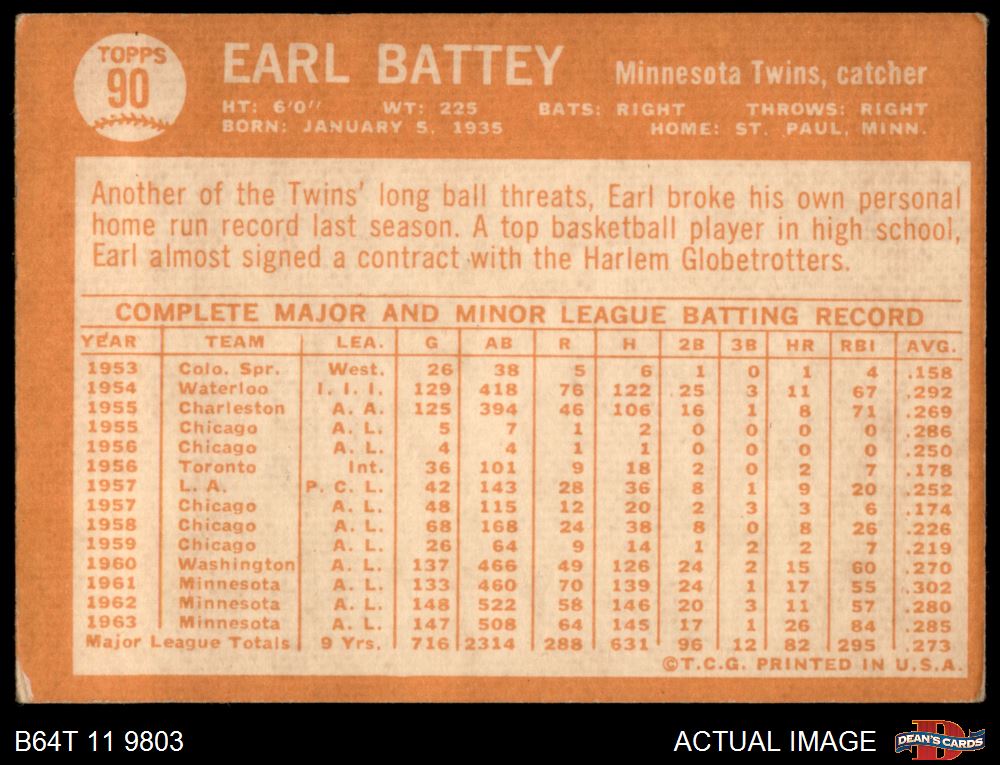 TOPPS
90
EARL BATTEY
Minnesota Twins, catcher
HT: 6'0" WT: 225 BATS: RIGHT THROWS: RIGHT
BORN: JANUARY 5, 1935 HOME: ST. PAUL, MINN.
Another of the Twins' long ball threats, Earl broke his own personal
home run record last season. A top basketball player in high school,
Earl almost signed a contract with the Harlem Globetrotters.
COMPLETE MAJOR AND MINOR LEAGUE BATTING RECORD
YEAR TEAM LEA. G AB R H 2B 3B HR RBI AVG.
1953 Colo. Spr. West. 26 38 5 6 1 0 1 4 .158
1954 Waterloo I. I. I. 129 418 76 122 25 3 11 67 .292
1955 Charleston A. A. 125 394 46 106 16 1 8 71 .269
1955 Chicago A. L. 5 7 1 2 0 0 0 0 .286
1956 Chicago A. L. 4 4 1 1 0 0 0 0 .250
1956 Toronto Int. 36 101 9 18 2 0 2 7 .178
1957 L. A. P. C. L. 42 143 28 36 8 1 9 20 .252
1957 Chicago A. L. 48 115 12 20 2 3 3 6 .174
1958 Chicago A. L. 68 168 24 38 8 0 8 26 .226
1959 Chicago A. L. 26 64 9 14 1 2 2 7 .219
1960 Washington A. L. 137 466 49 126 24 2 15 60 .270
1961 Minnesota A. L. 133 460 70 139 24 1 17 55 .302
1962 Minnesota A. L. 148 522 58 146 20 3 11 57 .280
1963 Minnesota A. L. 147 508 64 145 17 1 26 84 .285
Major League Totals 9 Yrs. 716 2314 288 631 96 12 82 295 .273
©T.C.G. PRINTED IN U.S.A.
B64T 11 9803 ACTUAL IMAGE DEAN'S CARDS